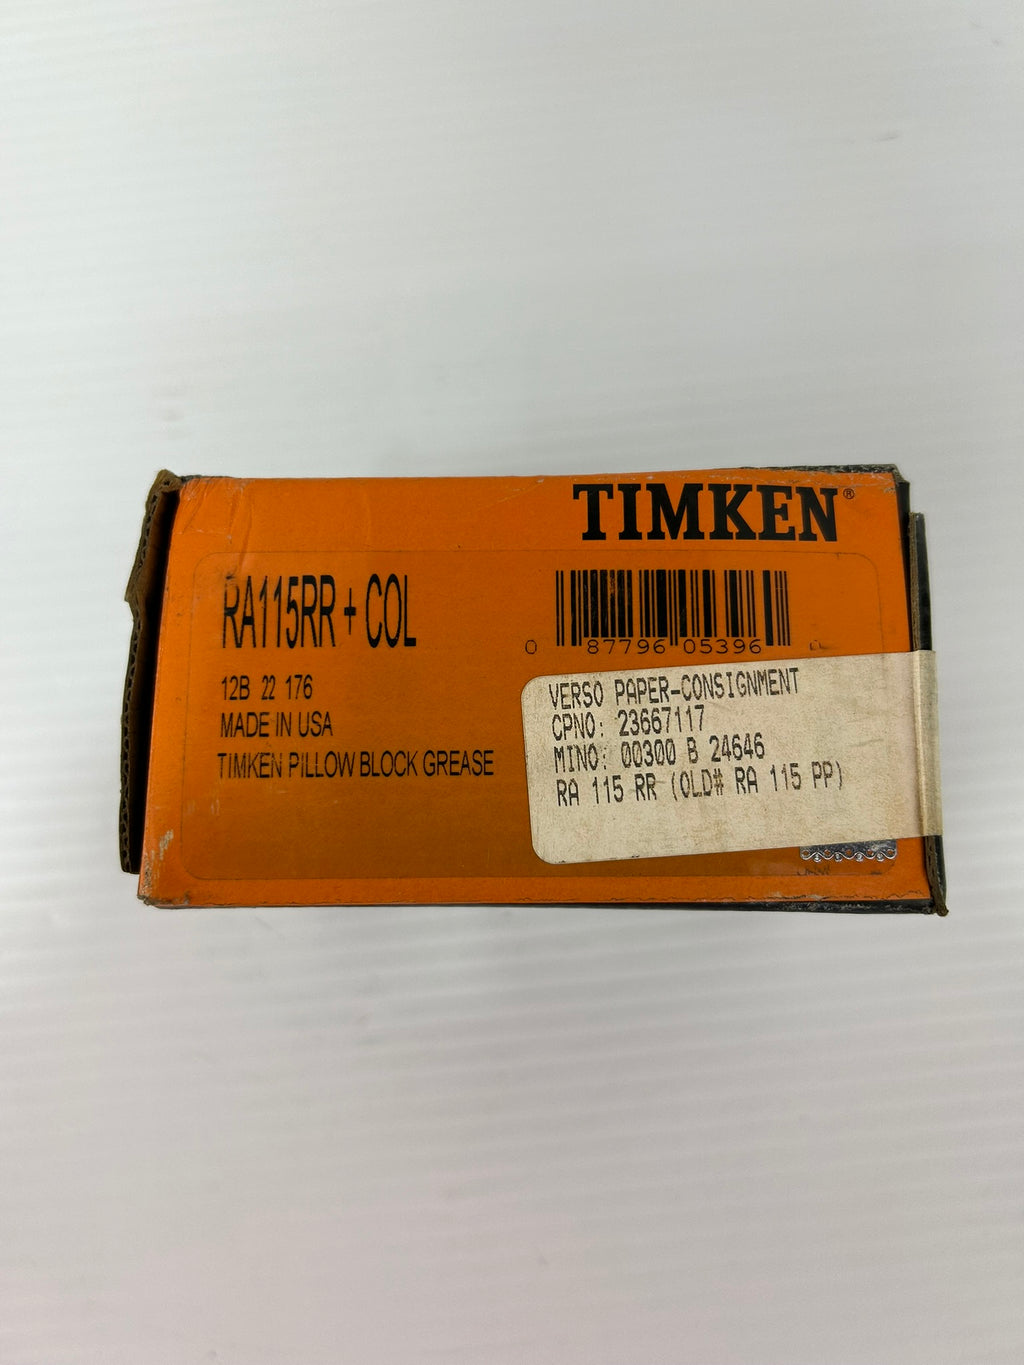 TIMKEN®
RA115RR + COL
0 87796 05396
12B 22 176
MADE IN USA
TIMKEN PILLOW BLOCK GREASE
VERSO PAPER-CONSIGNMENT
CPNO: 23667117
MINO: 00300 B 24646
RA 115 RR (OLD# RA 115 PP)